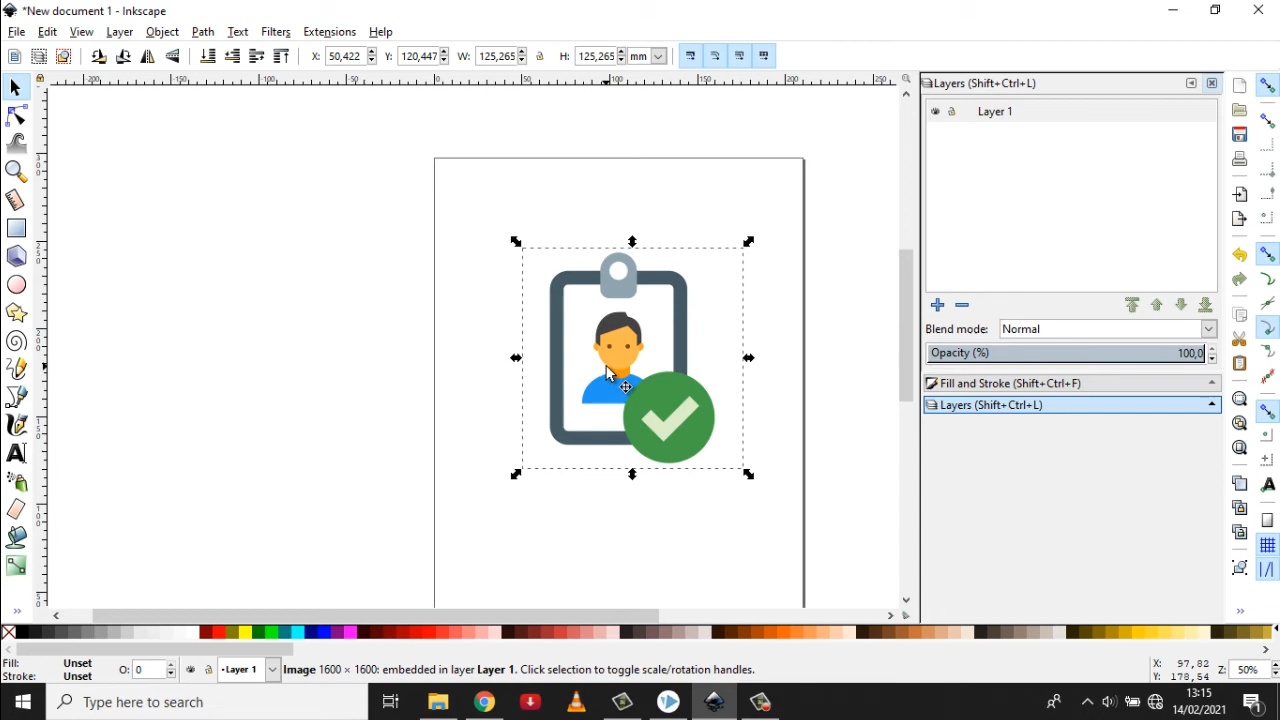 *New document 1 - Inkscape
File Edit View Layer Object Path Text Filters Extensions Help
X: 50,422 Y: 120,447 W: 125,265 H: 125,265 mm
Layers (Shift+Ctrl+L)
Layer 1
Blend mode: Normal
Opacity (%) 100,0
Fill and Stroke (Shift+Ctrl+F)
Layers (Shift+Ctrl+L)
Fill: Unset
Stroke: Unset
O: 0
Layer 1
Image 1600 × 1600: embedded in layer Layer 1. Click selection to toggle scale/rotation handles.
X: 97,82
Y: 178,54
Z: 50%
Type here to search
13:15
14/02/2021